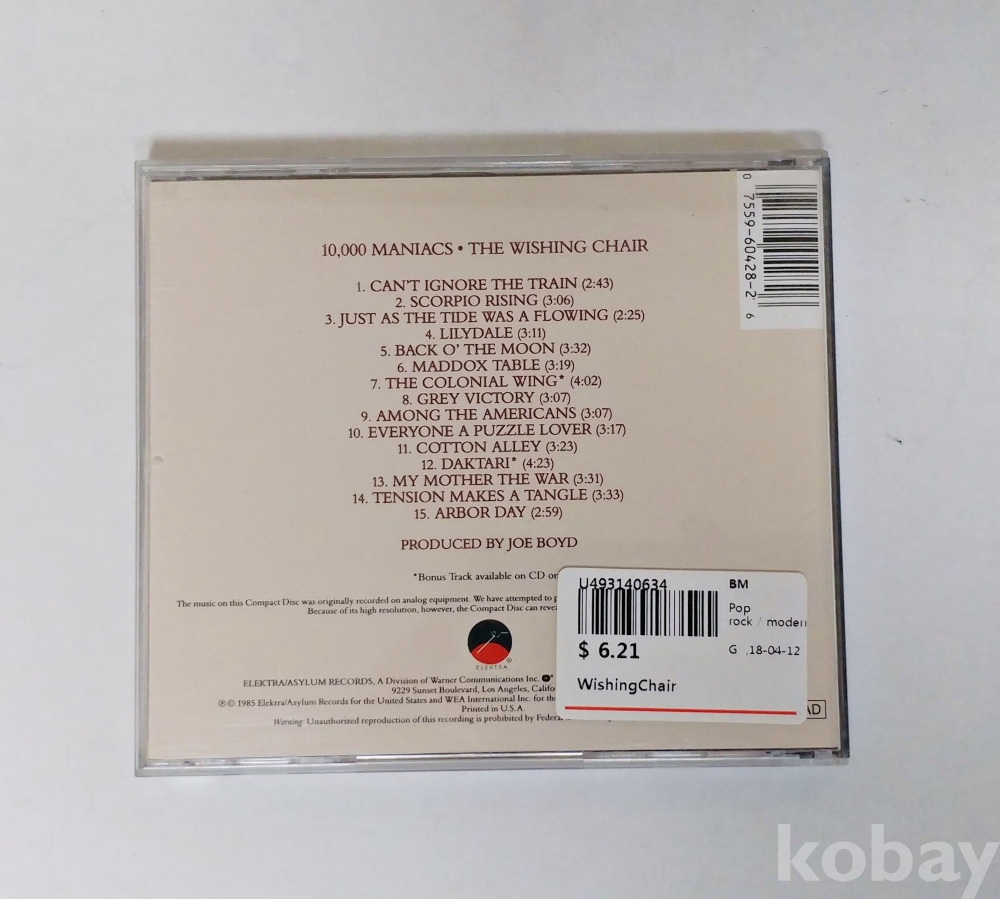 0 7559-60428-2 6
10,000 MANIACS • THE WISHING CHAIR
1. CAN'T IGNORE THE TRAIN (2:43)
2. SCORPIO RISING (3:06)
3. JUST AS THE TIDE WAS A FLOWING (2:25)
4. LILYDALE (3:11)
5. BACK O' THE MOON (3:32)
6. MADDOX TABLE (3:19)
7. THE COLONIAL WING* (4:02)
8. GREY VICTORY (3:07)
9. AMONG THE AMERICANS (3:07)
10. EVERYONE A PUZZLE LOVER (3:17)
11. COTTON ALLEY (3:23)
12. DAKTARI* (4:23)
13. MY MOTHER THE WAR (3:31)
14. TENSION MAKES A TANGLE (3:33)
15. ARBOR DAY (2:59)
PRODUCED BY JOE BOYD
*Bonus Track available on CD
The music on this Compact Disc was originally recorded on analog equipment. We have attempted to
Because of its high resolution, however, the Compact Disc can
ELEKTRA
ELEKTRA/ASYLUM RECORDS, A Division of Warner Communications Inc.
9229 Sunset Boulevard, Los Angeles,
℗© 1985 Elektra/Asylum Records for the United States and WEA International Inc. for the
Printed in U.S.A.
Warning: Unauthorized reproduction of this recording is prohibited by
AD
U493140634
BM
Pop
rock /
$ 6.21
G ,18-04-12
WishingChair
kobay